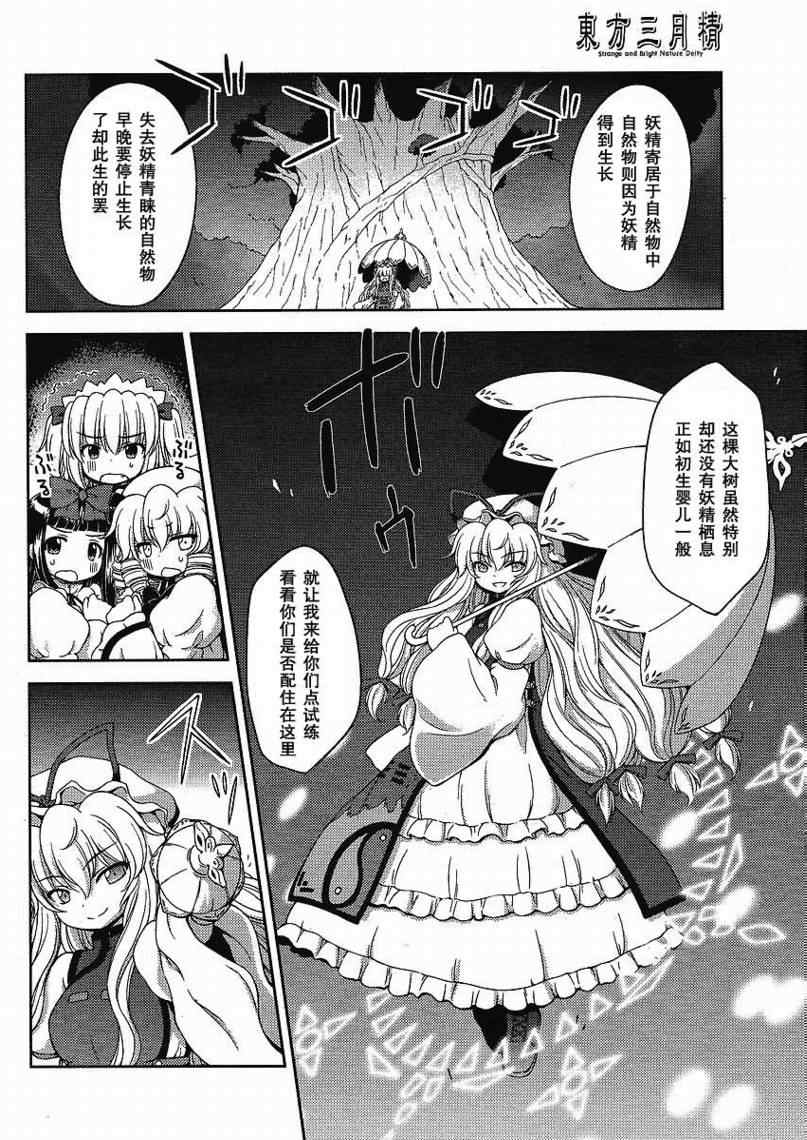 東方三月精
Strange and Bright Nature Deity
妖精寄居于自然物中
自然物则因为妖精
得到生长
ゴゴゴ
ゴゴゴ
失去妖精青睐的自然物
早晚要停止生长
了却此生的罢
这棵大树虽然特别
却还没有妖精栖息
正如初生婴儿一般
就让我来给你们点试练
看看你们是否配住在这里
ぶる
ぶる